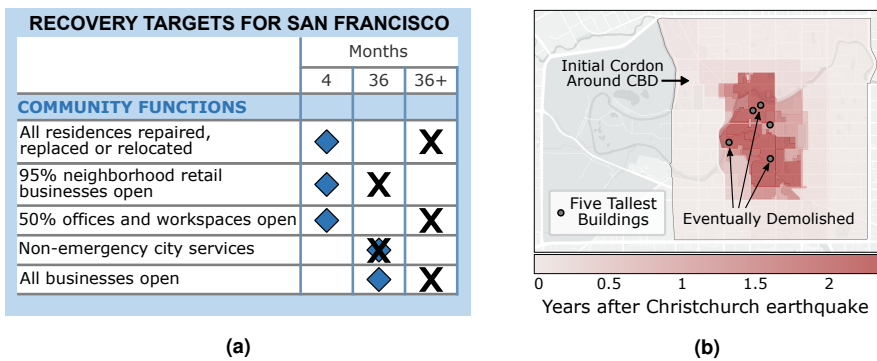 RECOVERY TARGETS FOR SAN FRANCISCO
Months
4 36 36+
COMMUNITY FUNCTIONS
All residences repaired,
replaced or relocated X
95% neighborhood retail
businesses open X
50% offices and workspaces open X
Non-emergency city services X
All businesses open X
(a)
Initial Cordon
Around CBD
Five Tallest
Buildings
Eventually Demolished
0 0.5 1 1.5 2
Years after Christchurch earthquake
(b)